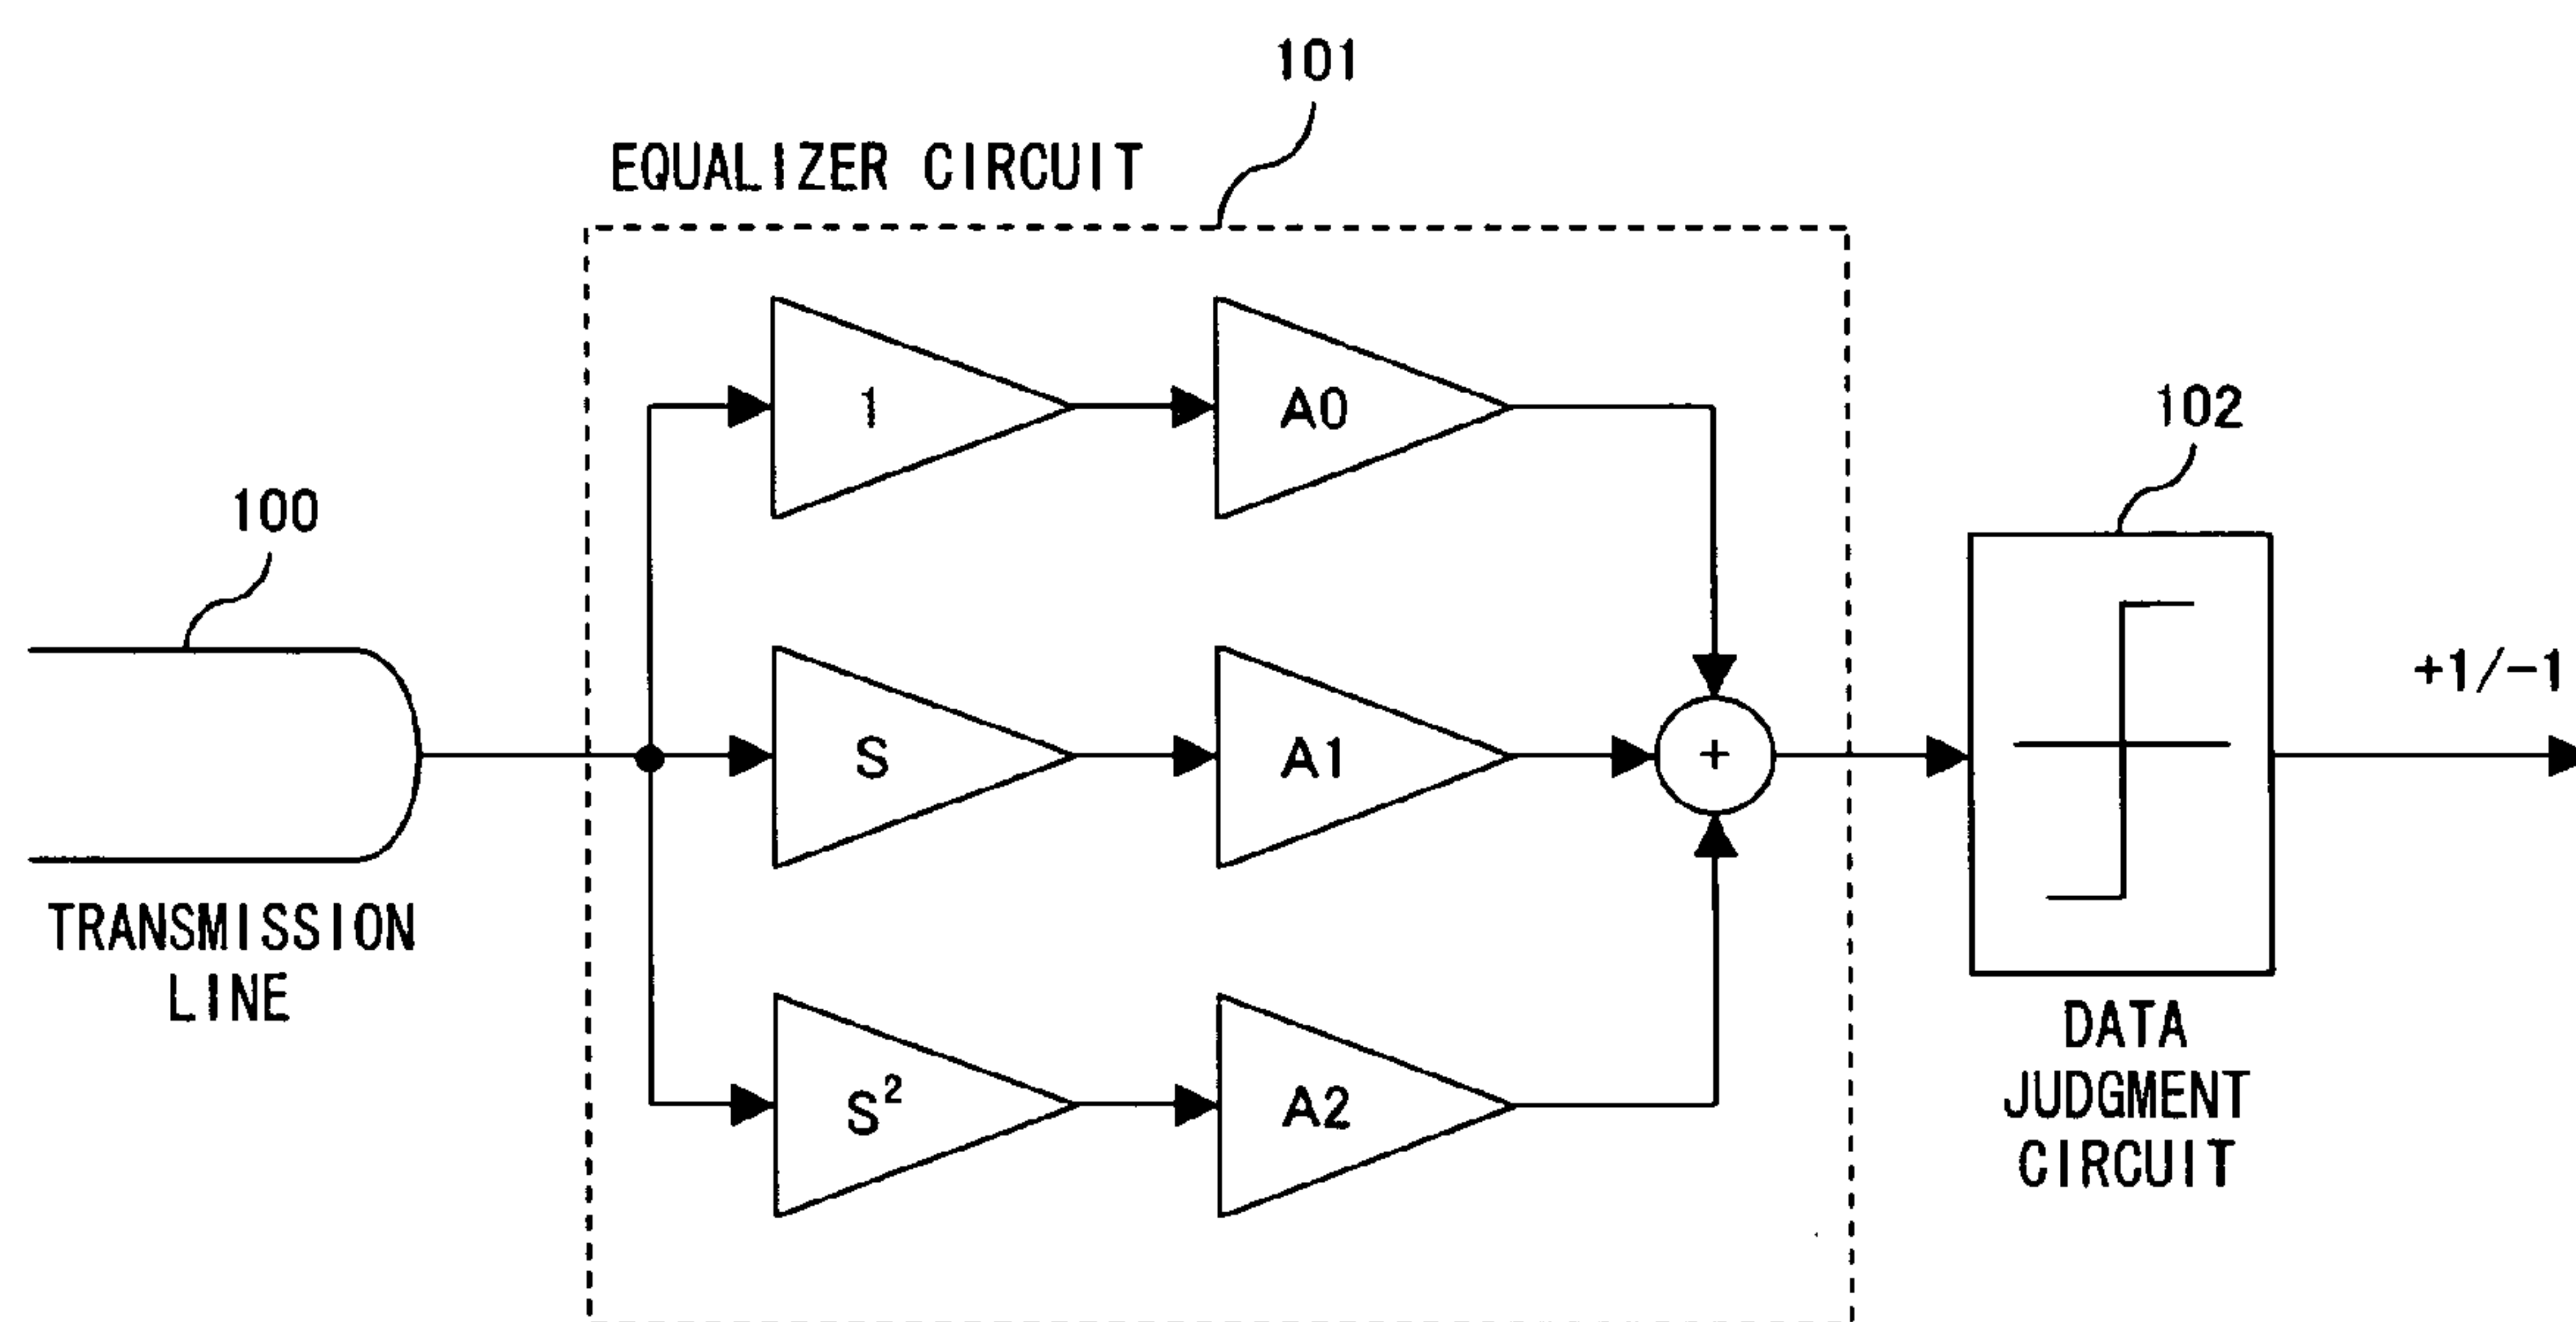 101
EQUALIZER CIRCUIT
1
A0
102
100
S
A1
+
+1/-1
TRANSMISSION
LINE
S²
A2
DATA
JUDGMENT
CIRCUIT